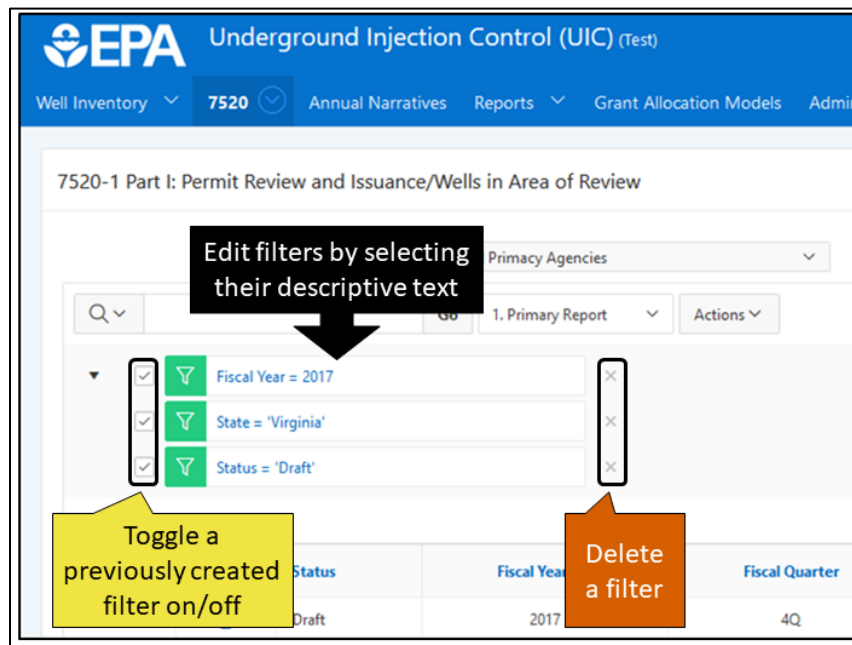 EPA Underground Injection Control (UIC) (Test)
Well Inventory 7520 Annual Narratives Reports Grant Allocation Models Admi
7520-1 Part I: Permit Review and Issuance/Wells in Area of Review
Edit filters by selecting
their descriptive text
Primacy Agencies
Go 1. Primary Report Actions
Fiscal Year = 2017
State = 'Virginia'
Status = 'Draft'
Toggle a
previously created
filter on/off
Delete
a filter
Status Fiscal Year Fiscal Quarter
Draft 2017 4Q